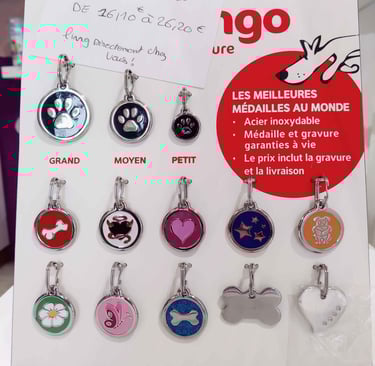 DE 16,10 € à 26,20 €
directement chez
vous!
ngo
ure
LES MEILLEURES
MÉDAILLES AU MONDE
• Acier inoxydable
• Médaille et gravure
garanties à vie
• Le prix inclut la gravure
et la livraison
GRAND MOYEN PETIT